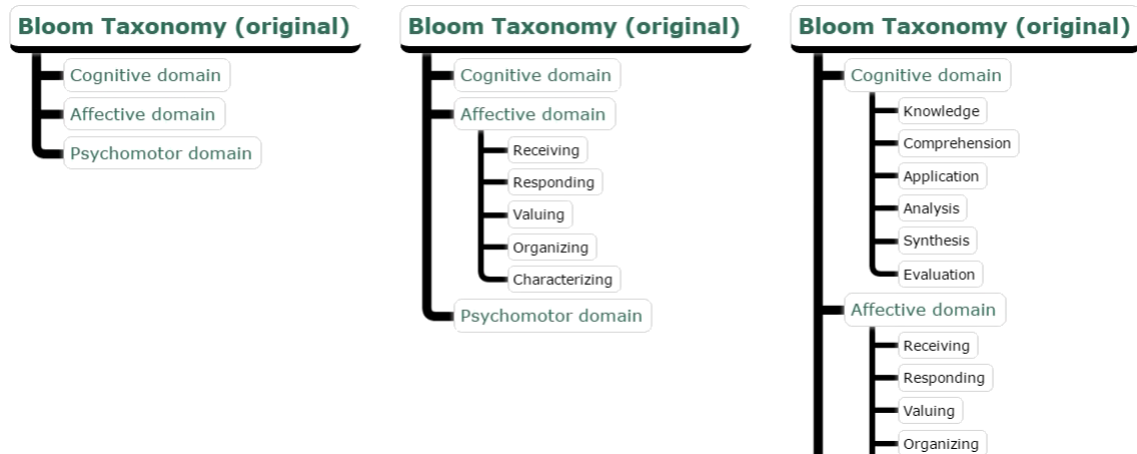 Bloom Taxonomy (original)
Cognitive domain
Affective domain
Psychomotor domain
Bloom Taxonomy (original)
Cognitive domain
Affective domain
Receiving
Responding
Valuing
Organizing
Characterizing
Psychomotor domain
Bloom Taxonomy (original)
Cognitive domain
Knowledge
Comprehension
Application
Analysis
Synthesis
Evaluation
Affective domain
Receiving
Responding
Valuing
Organizing